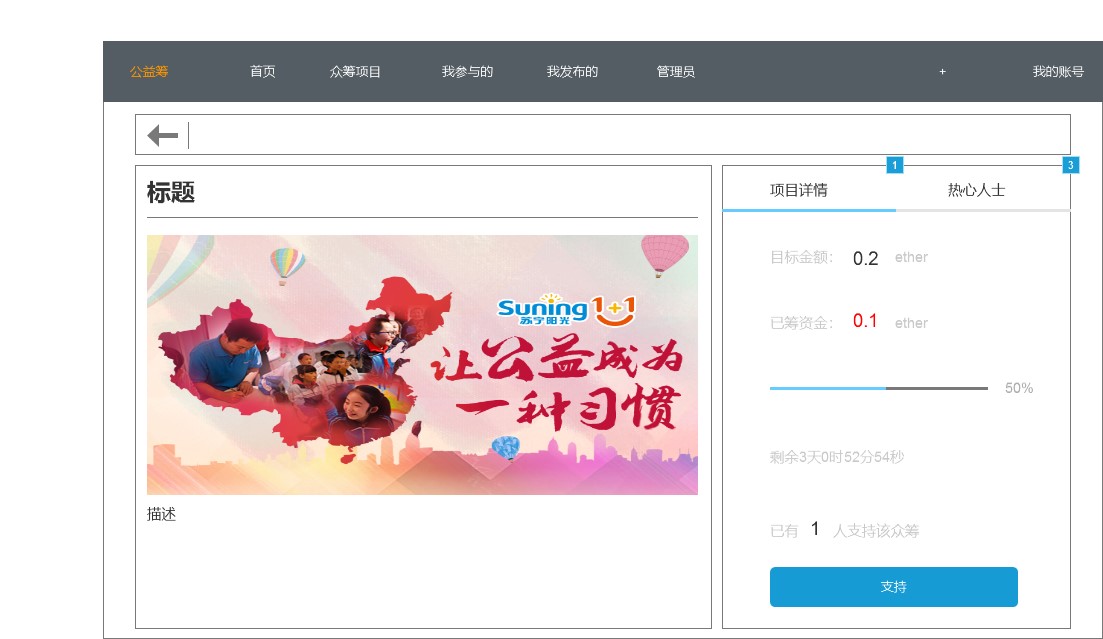 公益筹 首页 众筹项目 我参与的 我发布的 管理员 + 我的账号
1 3
标题
项目详情 热心人士
Suning 1+1
苏宁阳光
让公益成为
一种习惯
目标金额： 0.2 ether
已筹资金： 0.1 ether
50%
剩余3天0时52分54秒
描述
已有 1 人支持该众筹
支持